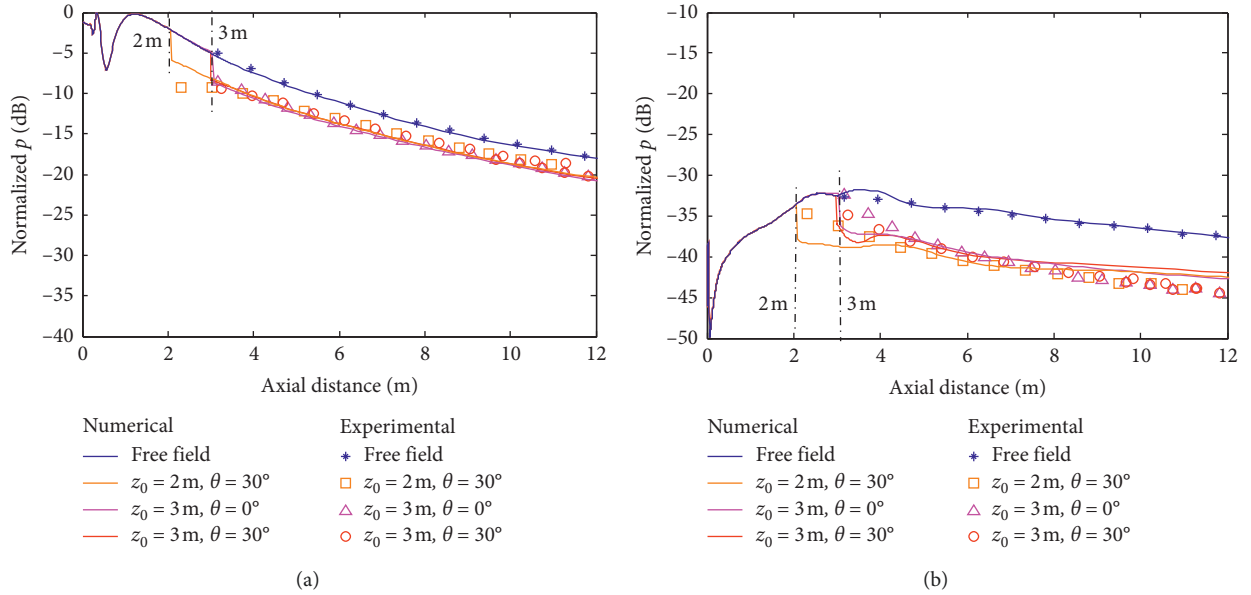 0
−5
−10
−15
−20
−25
−30
−35
−40
Normalized p (dB)
2 m
3 m
0 2 4 6 8 10 12
Axial distance (m)
Numerical
Free field
z0 = 2 m, θ = 30°
z0 = 3 m, θ = 0°
z0 = 3 m, θ = 30°
Experimental
Free field
z0 = 2 m, θ = 30°
z0 = 3 m, θ = 0°
z0 = 3 m, θ = 30°
(a)
−10
−15
−20
−25
−30
−35
−40
−45
−50
Normalized p (dB)
2 m
3 m
0 2 4 6 8 10 12
Axial distance (m)
Numerical
Free field
z0 = 2 m, θ = 30°
z0 = 3 m, θ = 0°
z0 = 3 m, θ = 30°
Experimental
Free field
z0 = 2 m, θ = 30°
z0 = 3 m, θ = 0°
z0 = 3 m, θ = 30°
(b)